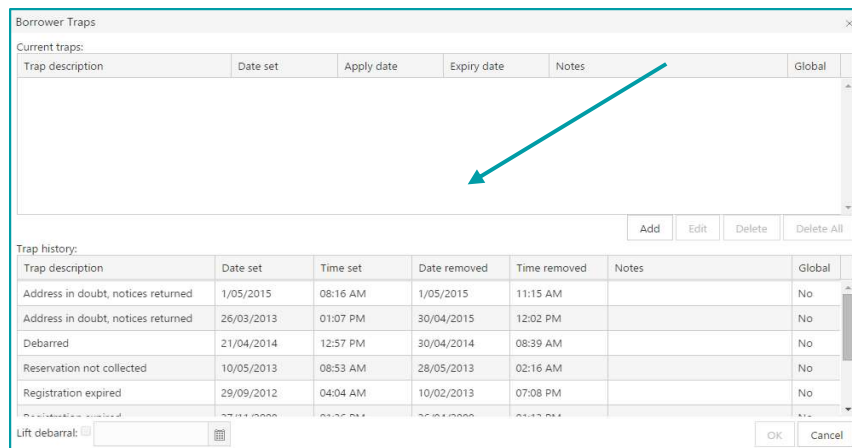 Borrower Traps ×
Current traps:
Trap description Date set Apply date Expiry date Notes Global
Add Edit Delete Delete All
Trap history:
Trap description Date set Time set Date removed Time removed Notes Global
Address in doubt, notices returned 1/05/2015 08:16 AM 1/05/2015 11:15 AM No
Address in doubt, notices returned 26/03/2013 01:07 PM 30/04/2015 12:02 PM No
Debarred 21/04/2014 12:57 PM 30/04/2014 08:39 AM No
Reservation not collected 10/05/2013 08:53 AM 28/05/2013 02:16 AM No
Registration expired 29/09/2012 04:04 AM 10/02/2013 07:08 PM No
Lift debarral: OK Cancel